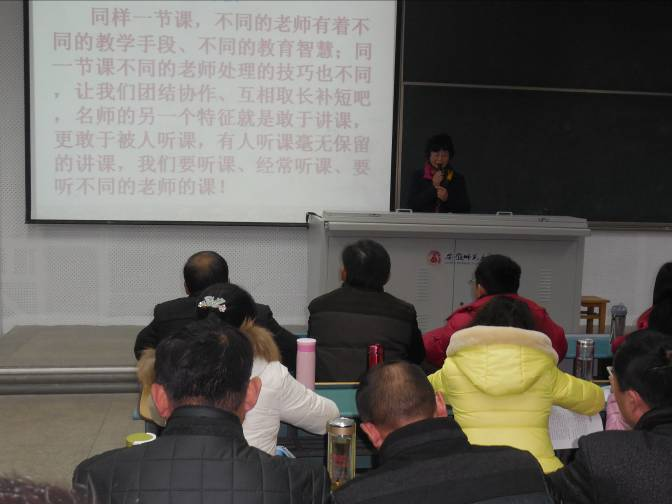 同样一节课，不同的老师有着不
同的教学手段、不同的教育智慧；同
一节课不同的老师处理的技巧也不同
，让我们团结协作、互相取长补短吧
，名师的另一个特征就是敢于讲课，
更敢于被人听课，有人听课毫无保留
的讲课，我们要听课、经常听课、要
听不同的老师的课！